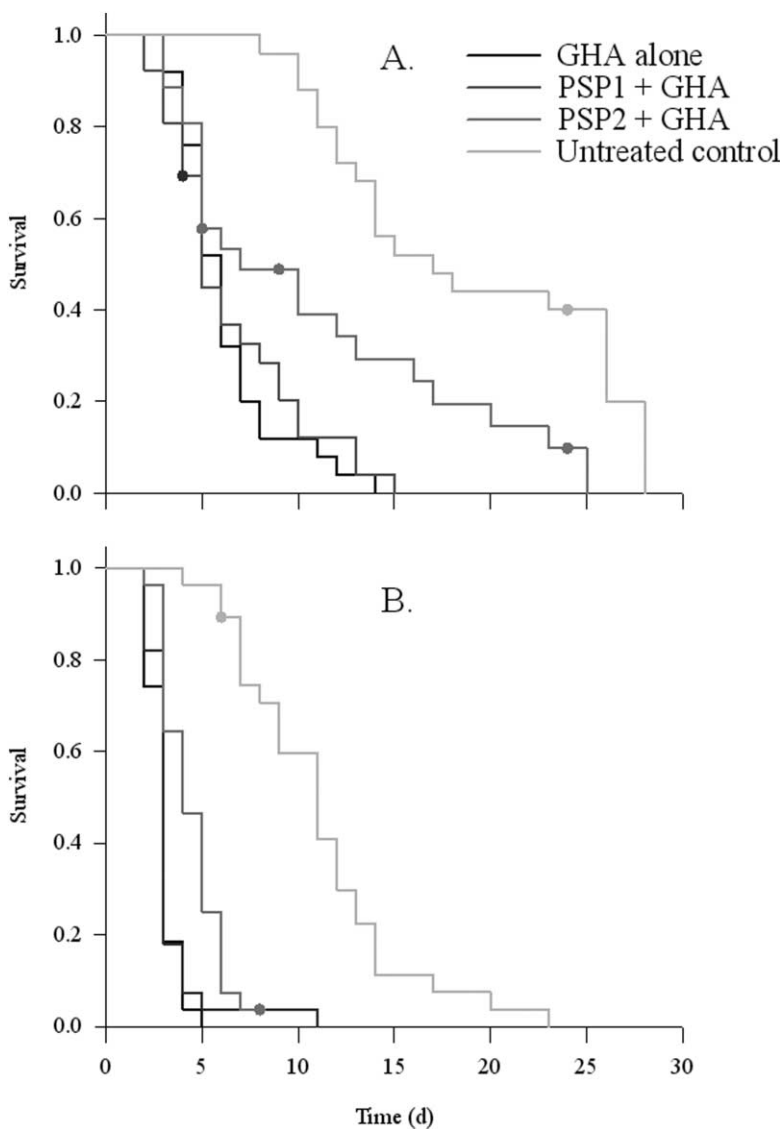 A.
GHA alone
PSP1 + GHA
PSP2 + GHA
Untreated control
1.0
0.8
0.6
0.4
0.2
0.0
Survival
B.
1.0
0.8
0.6
0.4
0.2
0.0
Survival
0 5 10 15 20 25 30
Time (d)